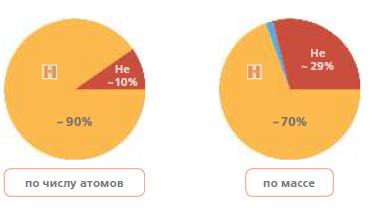 H
He
~10%
~90%
по числу атомов
H
He
~ 29%
~70%
по массе